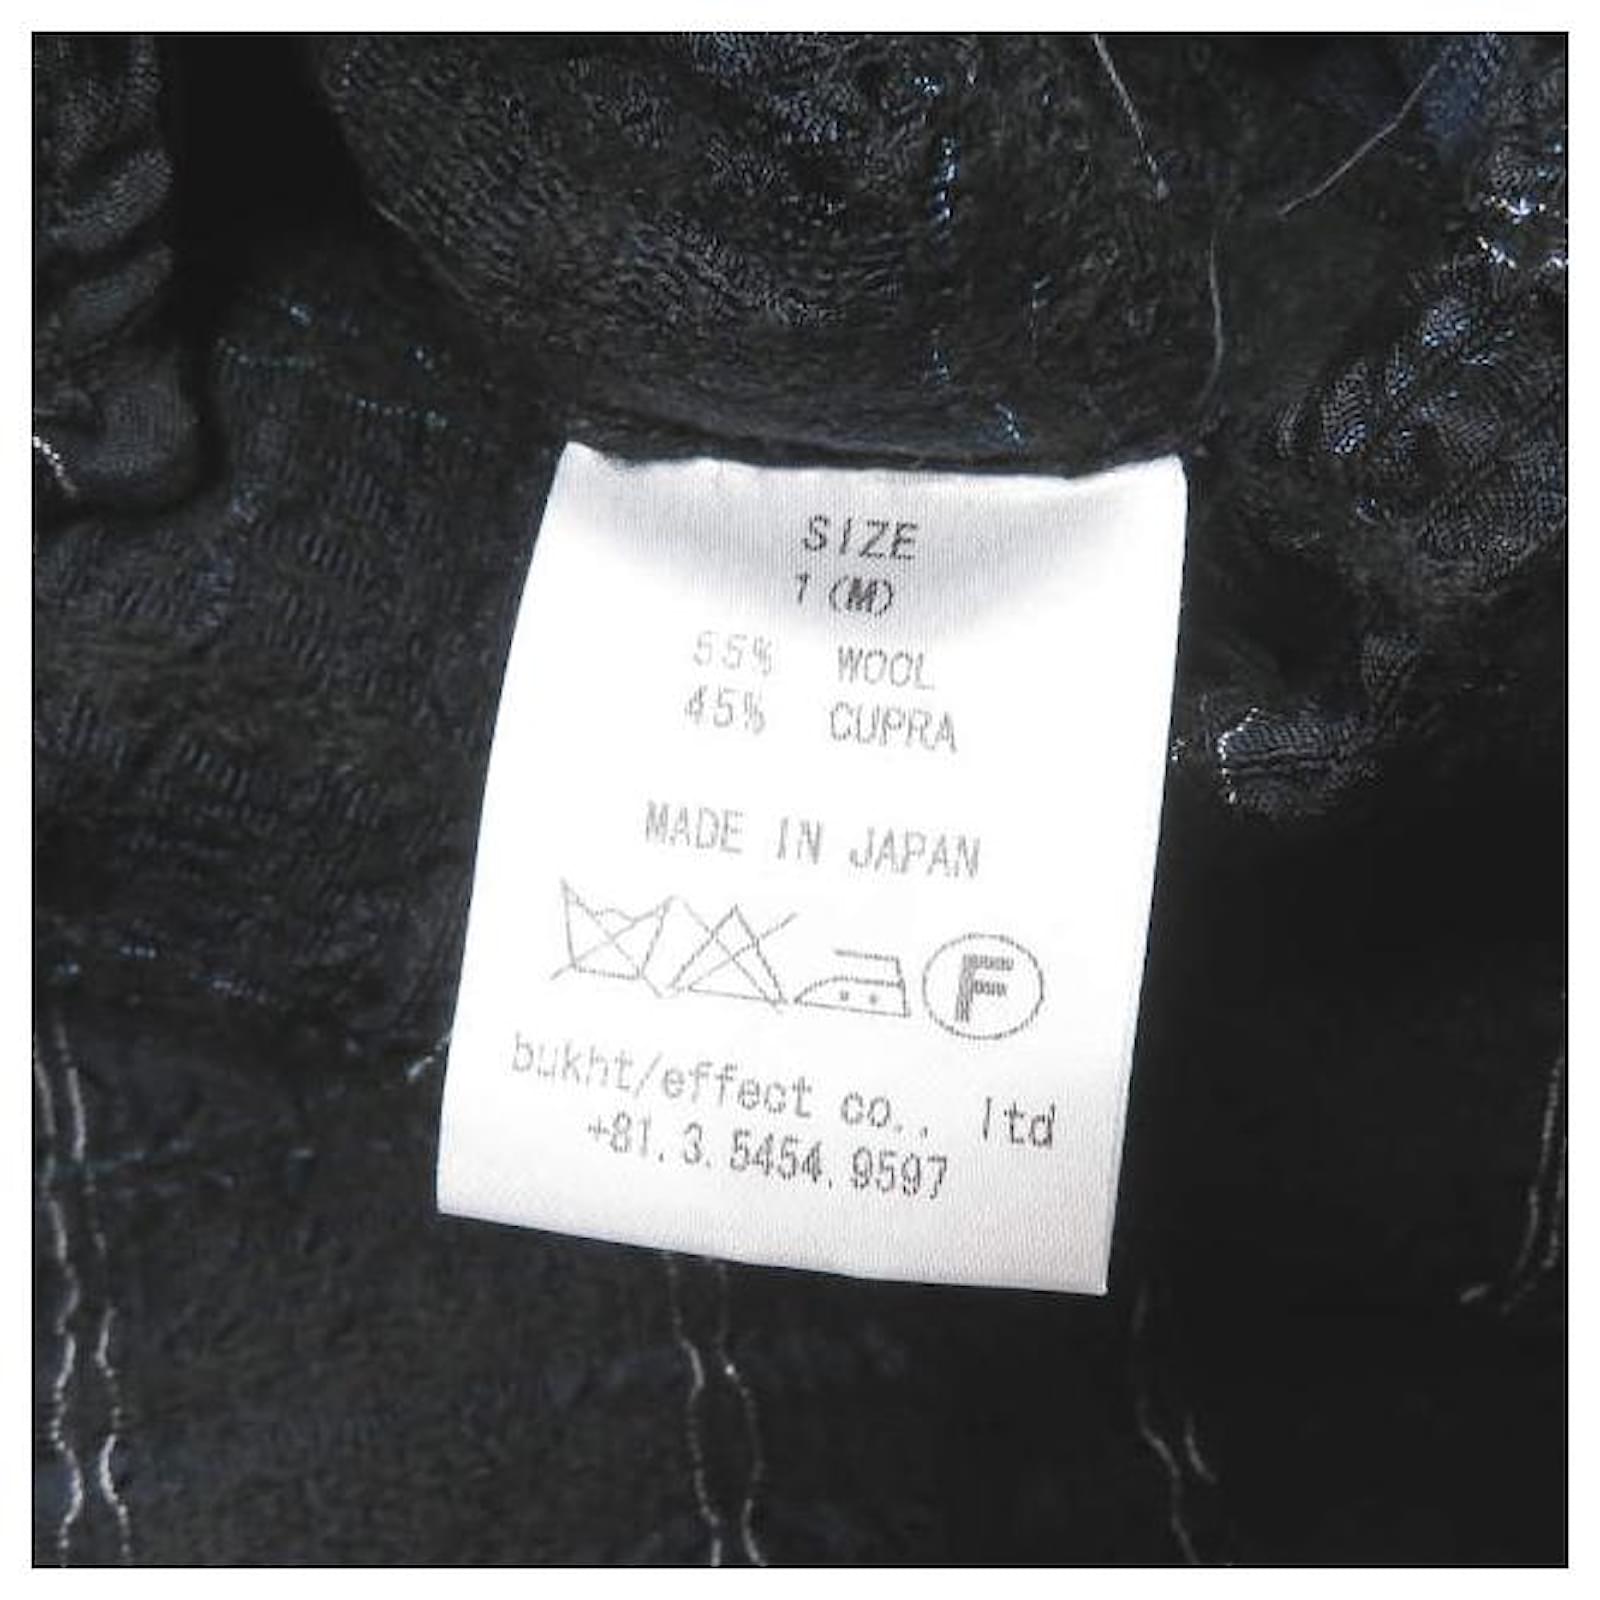 SIZE
1 (M)
55% WOOL
45% CUPRA
MADE IN JAPAN
F
bukht/effect co., ltd
+81. 3. 5454. 9597